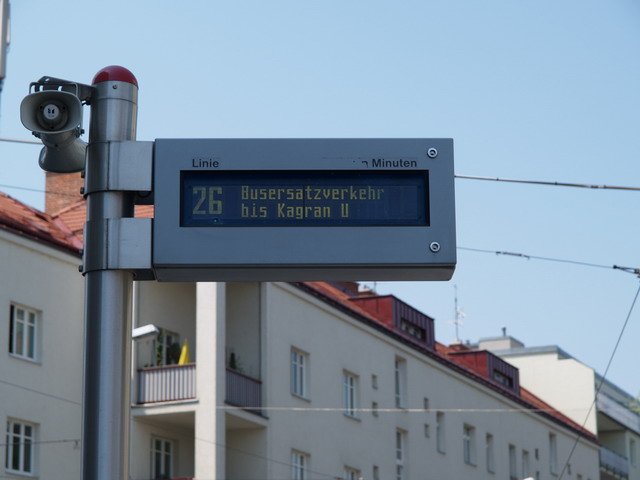 Linie Minuten
26 Busersatzverkehr
bis Kagran U